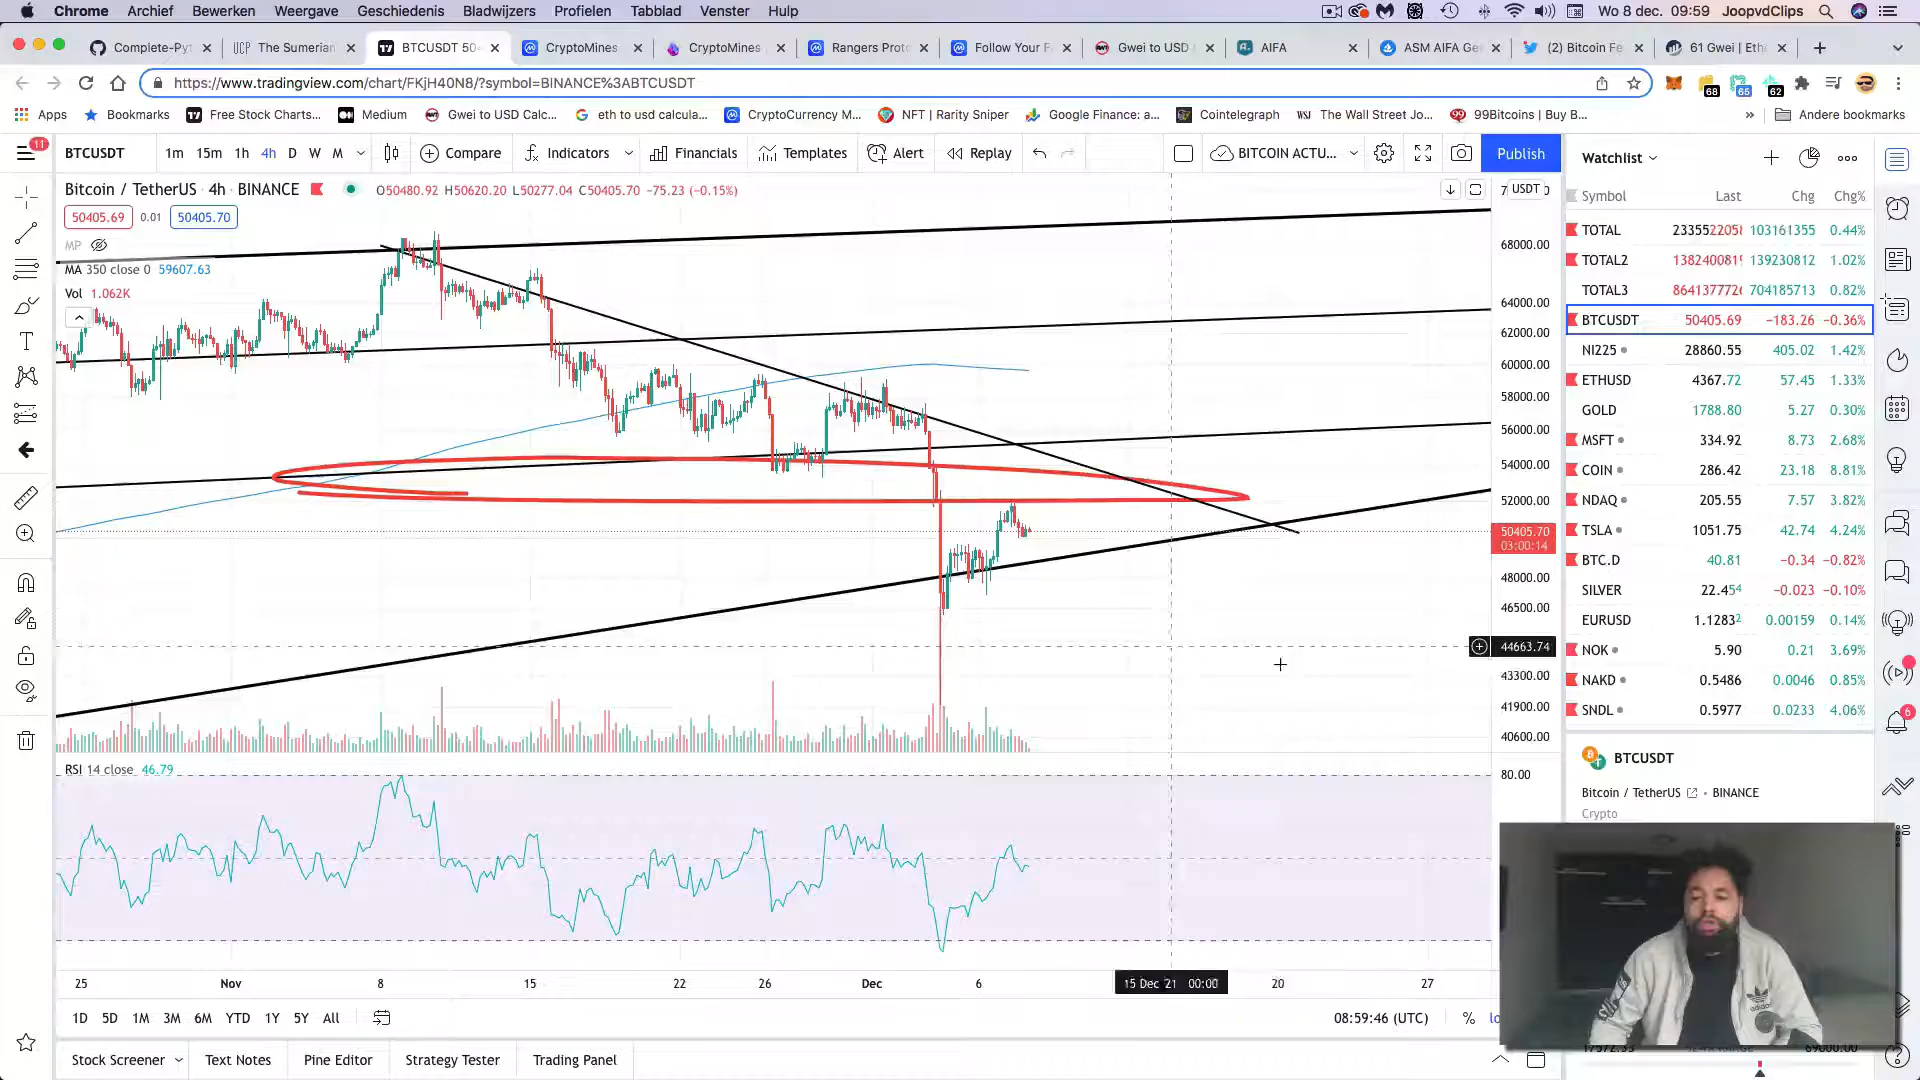 Chrome Archief Bewerken Weergave Geschiedenis Bladwijzers Profielen Tabblad Venster Hulp Wo 8 dec. 09:59 JoopvdClips
Complete-Pyt The Sumerian BTCUSDT 504 CryptoMines CryptoMines Rangers Proto Follow Your F Gwei to USD AIFA ASM AIFA Ge (2) Bitcoin Fe 61 Gwei | Eth
https://www.tradingview.com/chart/FKjH40N8/?symbol=BINANCE%3ABTCUSDT 68 65 62
Apps Bookmarks Free Stock Charts... Medium Gwei to USD Calc... eth to usd calcula... CryptoCurrency M... NFT | Rarity Sniper Google Finance: a... Cointelegraph The Wall Street Jo... 99Bitcoins | Buy B... » Andere bookmarks
11 BTCUSDT 1m 15m 1h 4h D W M Compare Indicators Financials Templates Alert Replay BITCOIN ACTU... Publish
Watchlist
Bitcoin / TetherUS · 4h · BINANCE O50480.92 H50620.20 L50277.04 C50405.70 −75.23 (−0.15%)
USDT
50405.69 0.01 50405.70
MP
MA 350 close 0 59607.63
Vol 1.062K
68000.00
64000.00
62000.00
60000.00
58000.00
56000.00
54000.00
52000.00
50405.70
03:00:14
48000.00
46500.00
44663.74
43300.00
41900.00
40600.00
RSI 14 close 46.79
80.00
25 Nov 8 15 22 26 Dec 6 15 Dec '21 00:00 20 27
1D 5D 1M 3M 6M YTD 1Y 5Y All 08:59:46 (UTC) %
Stock Screener Text Notes Pine Editor Strategy Tester Trading Panel
Symbol Last Chg Chg%
TOTAL 103161355 0.44%
TOTAL2 139230812 1.02%
TOTAL3 704185713 0.82%
BTCUSDT 50405.69 −183.26 −0.36%
NI225 28860.55 405.02 1.42%
ETHUSD 4367.72 57.45 1.33%
GOLD 1788.80 5.27 0.30%
MSFT 334.92 8.73 2.68%
COIN 286.42 23.18 8.81%
NDAQ 205.55 7.57 3.82%
TSLA 1051.75 42.74 4.24%
BTC.D 40.81 −0.34 −0.82%
SILVER 22.454 −0.023 −0.10%
EURUSD 1.12832 0.00159 0.14%
NOK 5.90 0.21 3.69%
NAKD 0.5486 0.0046 0.85%
SNDL 0.5977 0.0233 4.06%
6
BTCUSDT
Bitcoin / TetherUS • BINANCE
Crypto
adidas